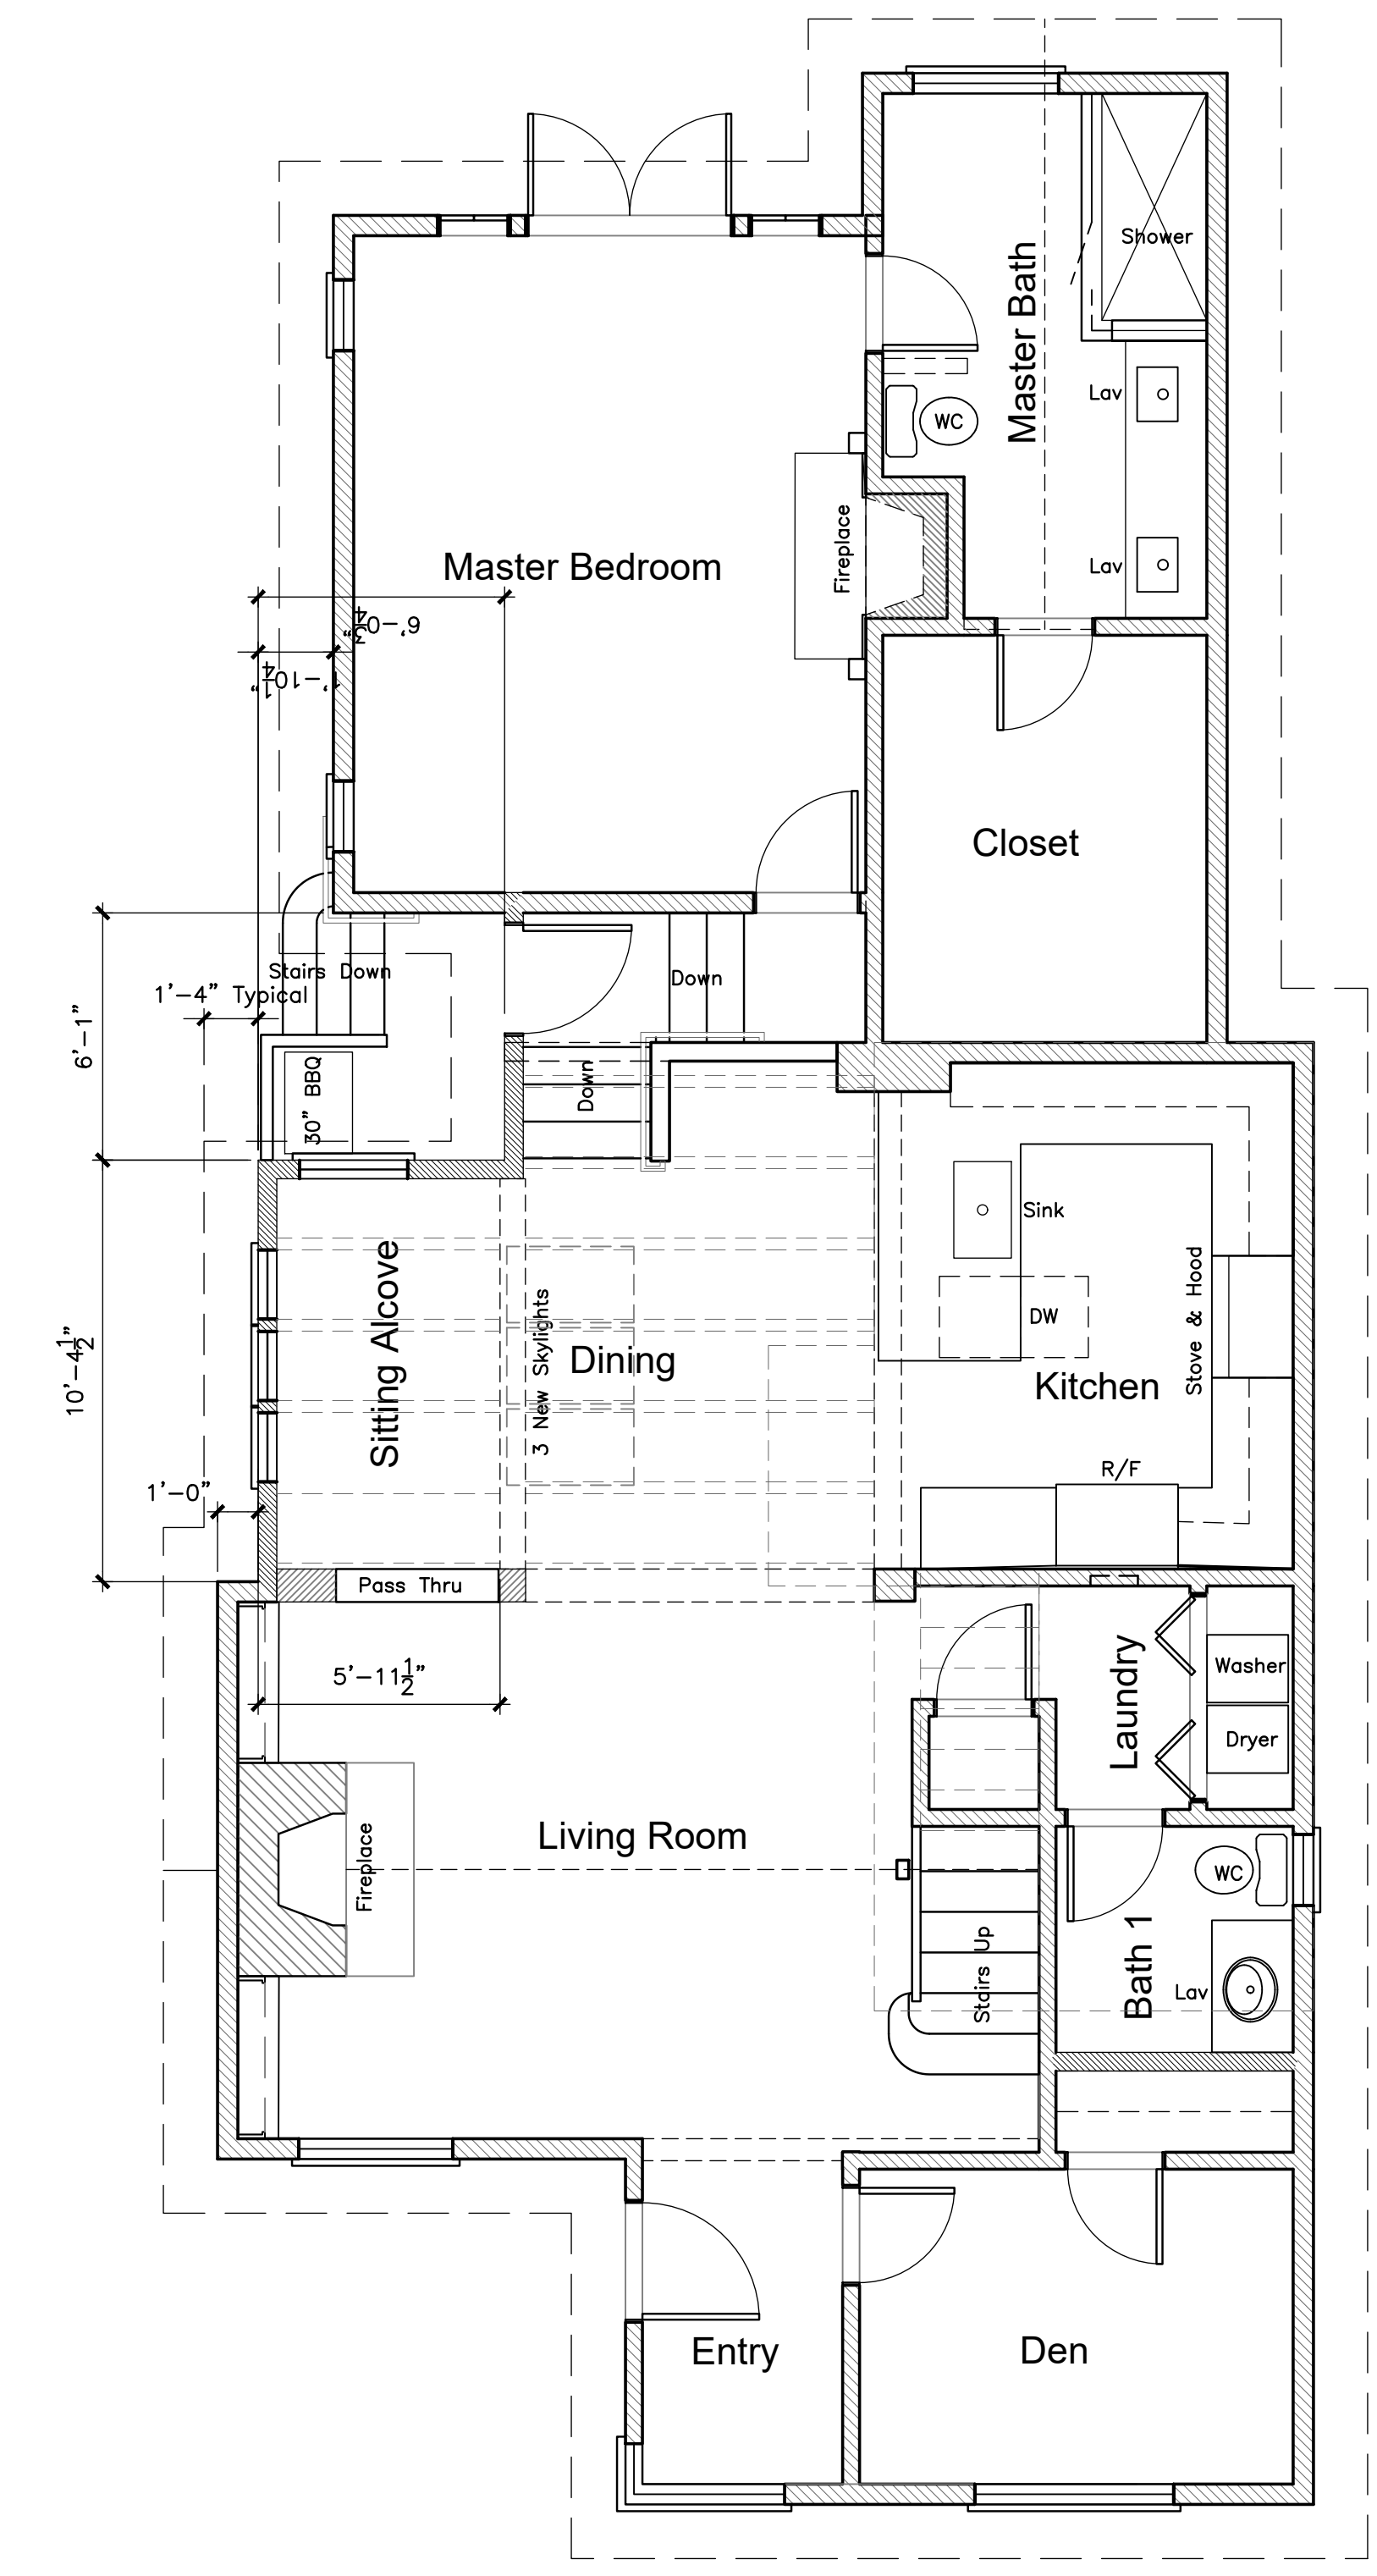 Shower
Master Bath
Lav
WC
Fireplace
Master Bedroom
Lav
6'-0 3/4"
1'-10 1/4"
Closet
Stairs Down
1'-4" Typical
Down
6'-1"
30" BBQ
Down
Sink
Stove & Hood
DW
Sitting Alcove
3 New Skylights
Dining
10'-4 1/2"
Kitchen
R/F
1'-0"
Pass Thru
5'-11 1/2"
Laundry
Washer
Dryer
Living Room
Fireplace
WC
Stairs Up
Bath 1
Lav
Entry
Den